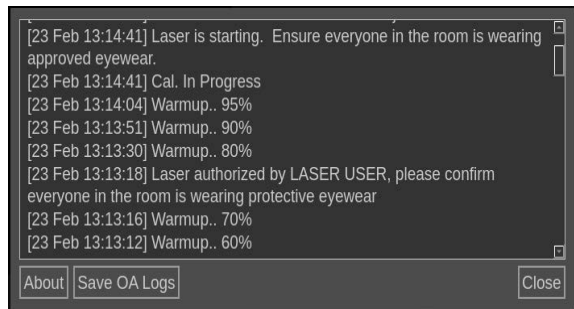 [23 Feb 13:14:41] Laser is starting.  Ensure everyone in the room is wearing
approved eyewear.
[23 Feb 13:14:41] Cal. In Progress
[23 Feb 13:14:04] Warmup.. 95%
[23 Feb 13:13:51] Warmup.. 90%
[23 Feb 13:13:30] Warmup.. 80%
[23 Feb 13:13:18] Laser authorized by LASER USER, please confirm
everyone in the room is wearing protective eyewear
[23 Feb 13:13:16] Warmup.. 70%
[23 Feb 13:13:12] Warmup.. 60%
About Save OA Logs Close